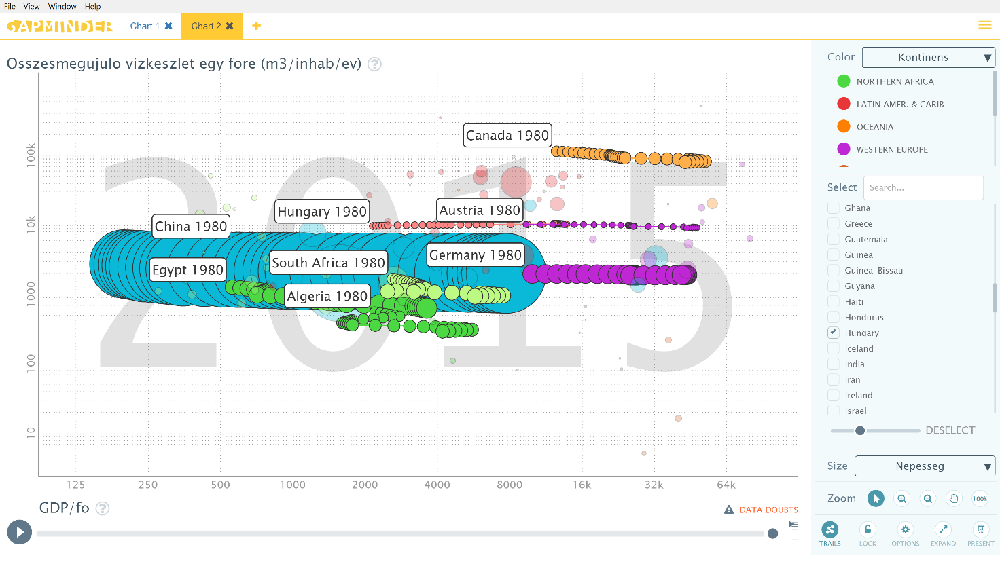 File View Window Help
GAPMINDER Chart 1 ✖ Chart 2 ✖ +
Osszesmegujulo vizkeszlet egy fore (m3/inhab/ev) ?
2015
100k
10k
1000
100
10
Canada 1980
Hungary 1980
Austria 1980
China 1980
Germany 1980
South Africa 1980
Egypt 1980
Algeria 1980
125 250 500 1000 2000 4000 8000 16k 32k 64k
GDP/fo ?
DATA DOUBTS
Color Kontinens ▼
NORTHERN AFRICA
LATIN AMER. & CARIB
OCEANIA
WESTERN EUROPE
Select Search...
Ghana
Greece
Guatemala
Guinea
Guinea-Bissau
Guyana
Haiti
Honduras
Hungary
Iceland
India
Iran
Ireland
Israel
DESELECT
Size Nepesseg ▼
Zoom 100%
TRAILS LOCK OPTIONS EXPAND PRESENT